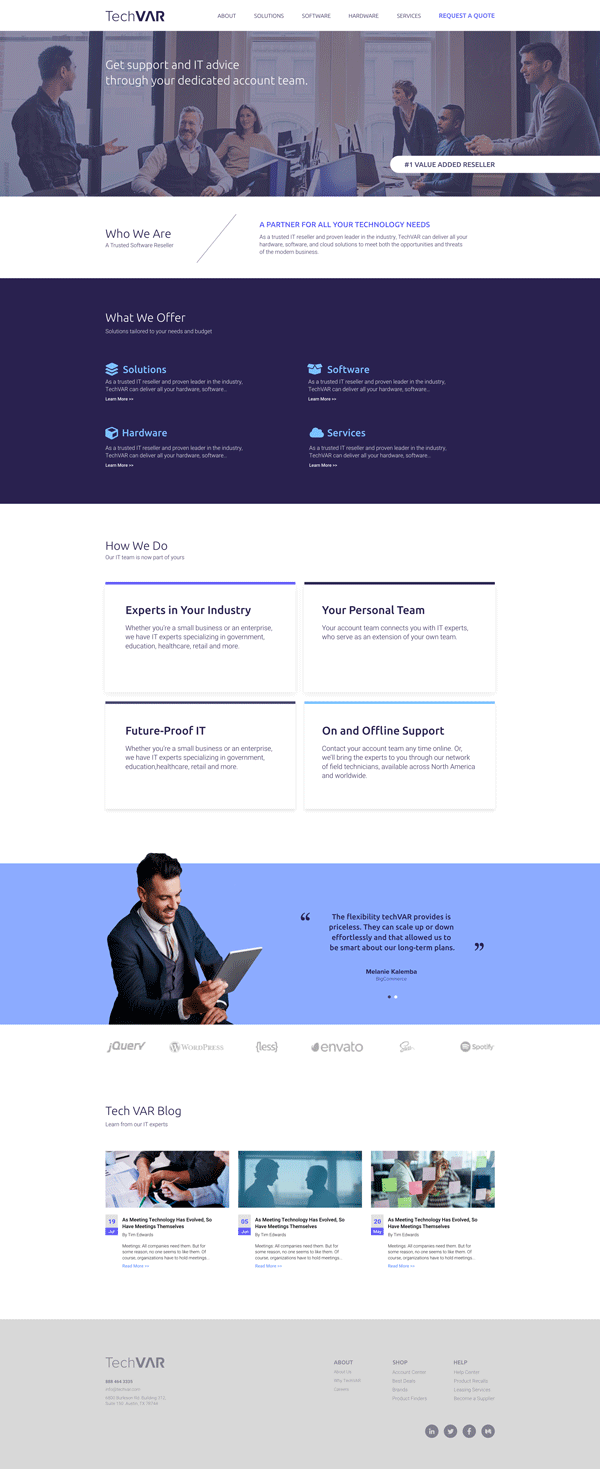 TechVAR
ABOUT SOLUTIONS SOFTWARE HARDWARE SERVICES REQUEST A QUOTE
Get support and IT advice
through your dedicated account team.
#1 VALUE ADDED RESELLER
Who We Are
A Trusted Software Reseller
A PARTNER FOR ALL YOUR TECHNOLOGY NEEDS
As a trusted IT reseller and proven leader in the industry, TechVAR can deliver all your
hardware, software, and cloud solutions to meet both the opportunities and threats
of the modern business.
What We Offer
Solutions tailored to your needs and budget
Solutions
As a trusted IT reseller and proven leader in the industry,
TechVAR can deliver all your hardware, software...
Learn More >>
Software
As a trusted IT reseller and proven leader in the industry,
TechVAR can deliver all your hardware, software...
Learn More >>
Hardware
As a trusted IT reseller and proven leader in the industry,
TechVAR can deliver all your hardware, software...
Learn More >>
Services
As a trusted IT reseller and proven leader in the industry,
TechVAR can deliver all your hardware, software...
Learn More >>
How We Do
Our IT team is now part of yours
Experts in Your Industry
Whether you're a small business or an enterprise,
we have IT experts specializing in government,
education, healthcare, retail and more.
Your Personal Team
Your account team connects you with IT experts,
who serve as an extension of your own team.
Future-Proof IT
Whether you're a small business or an enterprise,
we have IT experts specializing in government,
education,healthcare, retail and more.
On and Offline Support
Contact your account team any time online. Or,
we'll bring the experts to you through our network
of field technicians, available across North America
and worldwide.
“ The flexibility techVAR provides is
priceless. They can scale up or down
effortlessly and that allowed us to
be smart about our long-term plans. ”
Melanie Kalemba
BigCommerce
jQuery WORDPRESS {less} envato Sass Spotify
Tech VAR Blog
Learn from our IT experts
19
Jul
As Meeting Technology Has Evolved, So
Have Meetings Themselves
By Tim Edwards
Meetings: All companies need them. But for
some reason, no one seems to like them. Of
course, organizations have to hold meetings...
Read More >>
05
Jun
As Meeting Technology Has Evolved, So
Have Meetings Themselves
By Tim Edwards
Meetings: All companies need them. But for
some reason, no one seems to like them. Of
course, organizations have to hold meetings...
Read More >>
20
May
As Meeting Technology Has Evolved, So
Have Meetings Themselves
By Tim Edwards
Meetings: All companies need them. But for
some reason, no one seems to like them. Of
course, organizations have to hold meetings...
Read More >>
TechVAR
info@techvar.com
ABOUT
About Us
Why TechVAR
Careers
SHOP
Account Center
Best Deals
Brands
Product Finders
HELP
Help Center
Product Recalls
Leasing Services
Become a Supplier